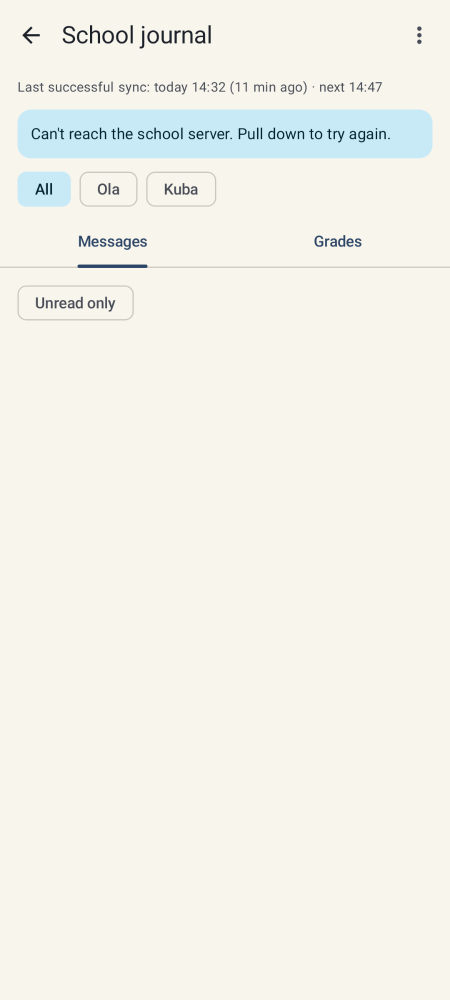 School journal
Last successful sync: today 14:32 (11 min ago) · next 14:47
Can't reach the school server. Pull down to try again.
All Ola Kuba
Messages Grades
Unread only